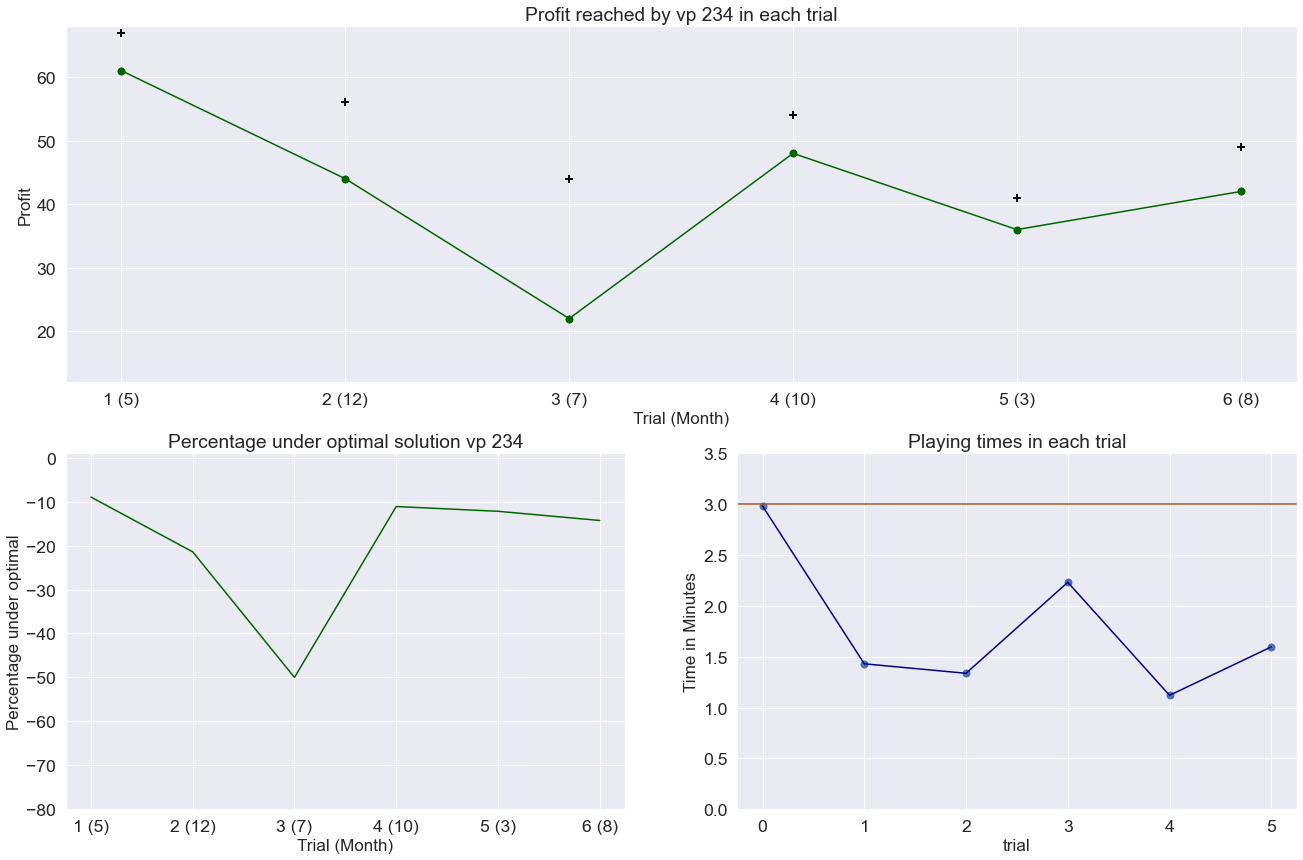 Profit reached by vp 234 in each trial
Profit
60
50
40
30
20
1 (5) 2 (12) 3 (7) 4 (10) 5 (3) 6 (8)
Trial (Month)
Percentage under optimal solution vp 234
Percentage under optimal
0
−10
−20
−30
−40
−50
−60
−70
−80
1 (5) 2 (12) 3 (7) 4 (10) 5 (3) 6 (8)
Trial (Month)
Playing times in each trial
Time in Minutes
3.5
3.0
2.5
2.0
1.5
1.0
0.5
0.0
0 1 2 3 4 5
trial